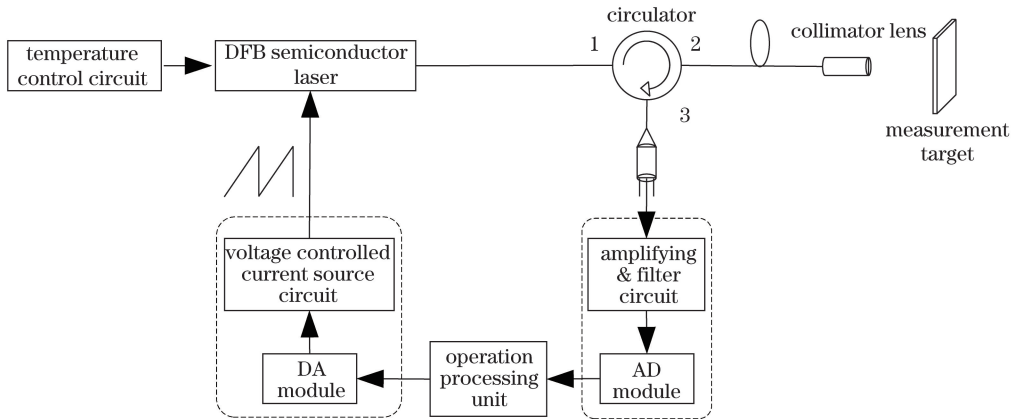 temperature
control circuit
DFB semiconductor
laser
circulator
1
2
3
collimator lens
measurement
target
voltage controlled
current source
circuit
amplifying
& filter
circuit
DA
module
operation
processing
unit
AD
module